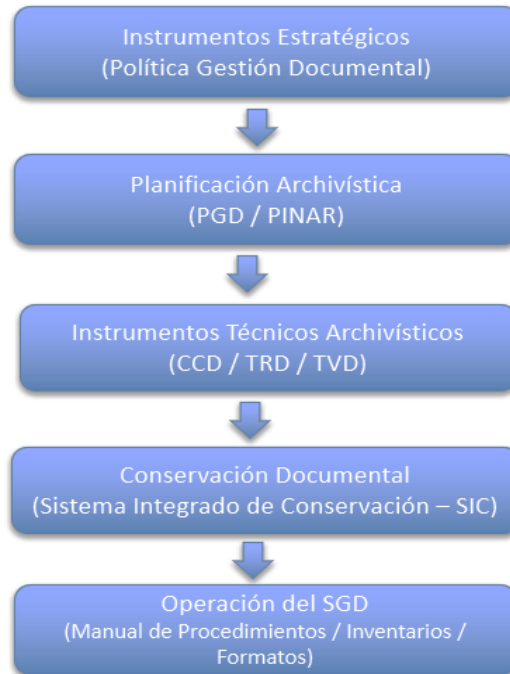 Instrumentos Estratégicos
(Política Gestión Documental)
Planificación Archivística
(PGD / PINAR)
Instrumentos Técnicos Archivísticos
(CCD / TRD / TVD)
Conservación Documental
(Sistema Integrado de Conservación – SIC)
Operación del SGD
(Manual de Procedimientos / Inventarios /
Formatos)